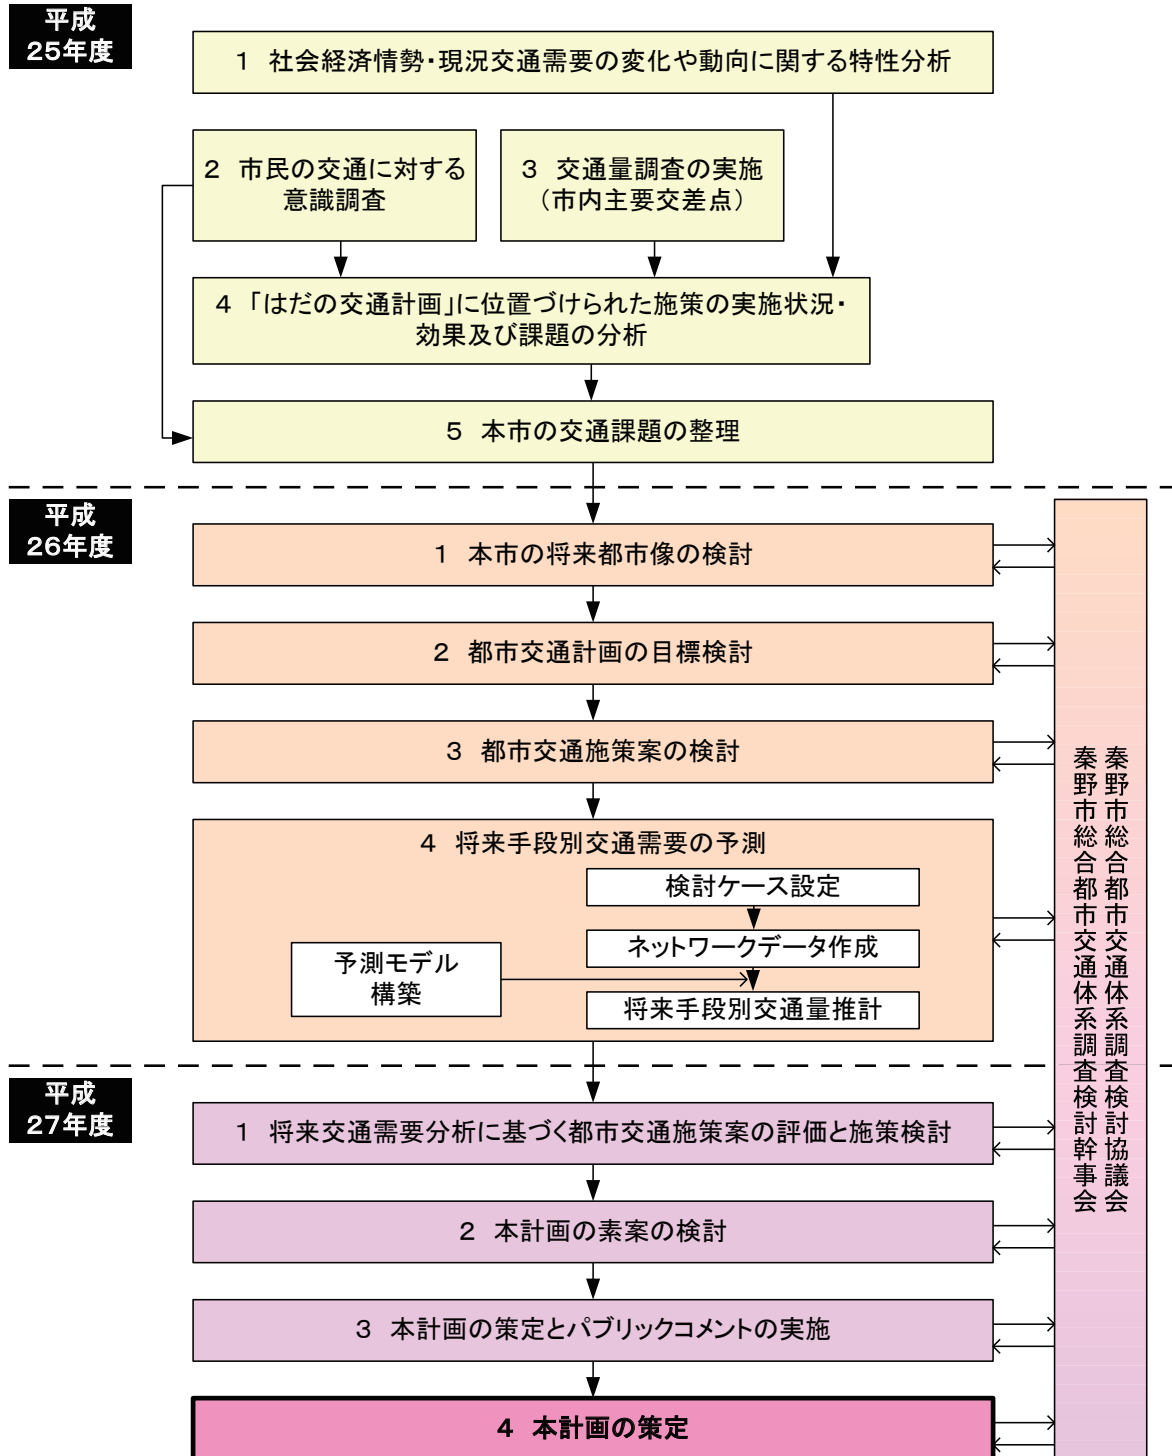 平成
25年度
1 社会経済情勢・現況交通需要の変化や動向に関する特性分析
2 市民の交通に対する
意識調査
3 交通量調査の実施
(市内主要交差点)
4 「はだの交通計画」に位置づけられた施策の実施状況・
効果及び課題の分析
5 本市の交通課題の整理
平成
26年度
1 本市の将来都市像の検討
2 都市交通計画の目標検討
3 都市交通施策案の検討
4 将来手段別交通需要の予測
検討ケース設定
ネットワークデータ作成
予測モデル
構築
将来手段別交通量推計
秦野市総合都市交通体系調査検討協議会
秦野市総合都市交通体系調査検討幹事会
平成
27年度
1 将来交通需要分析に基づく都市交通施策案の評価と施策検討
2 本計画の素案の検討
3 本計画の策定とパブリックコメントの実施
4 本計画の策定